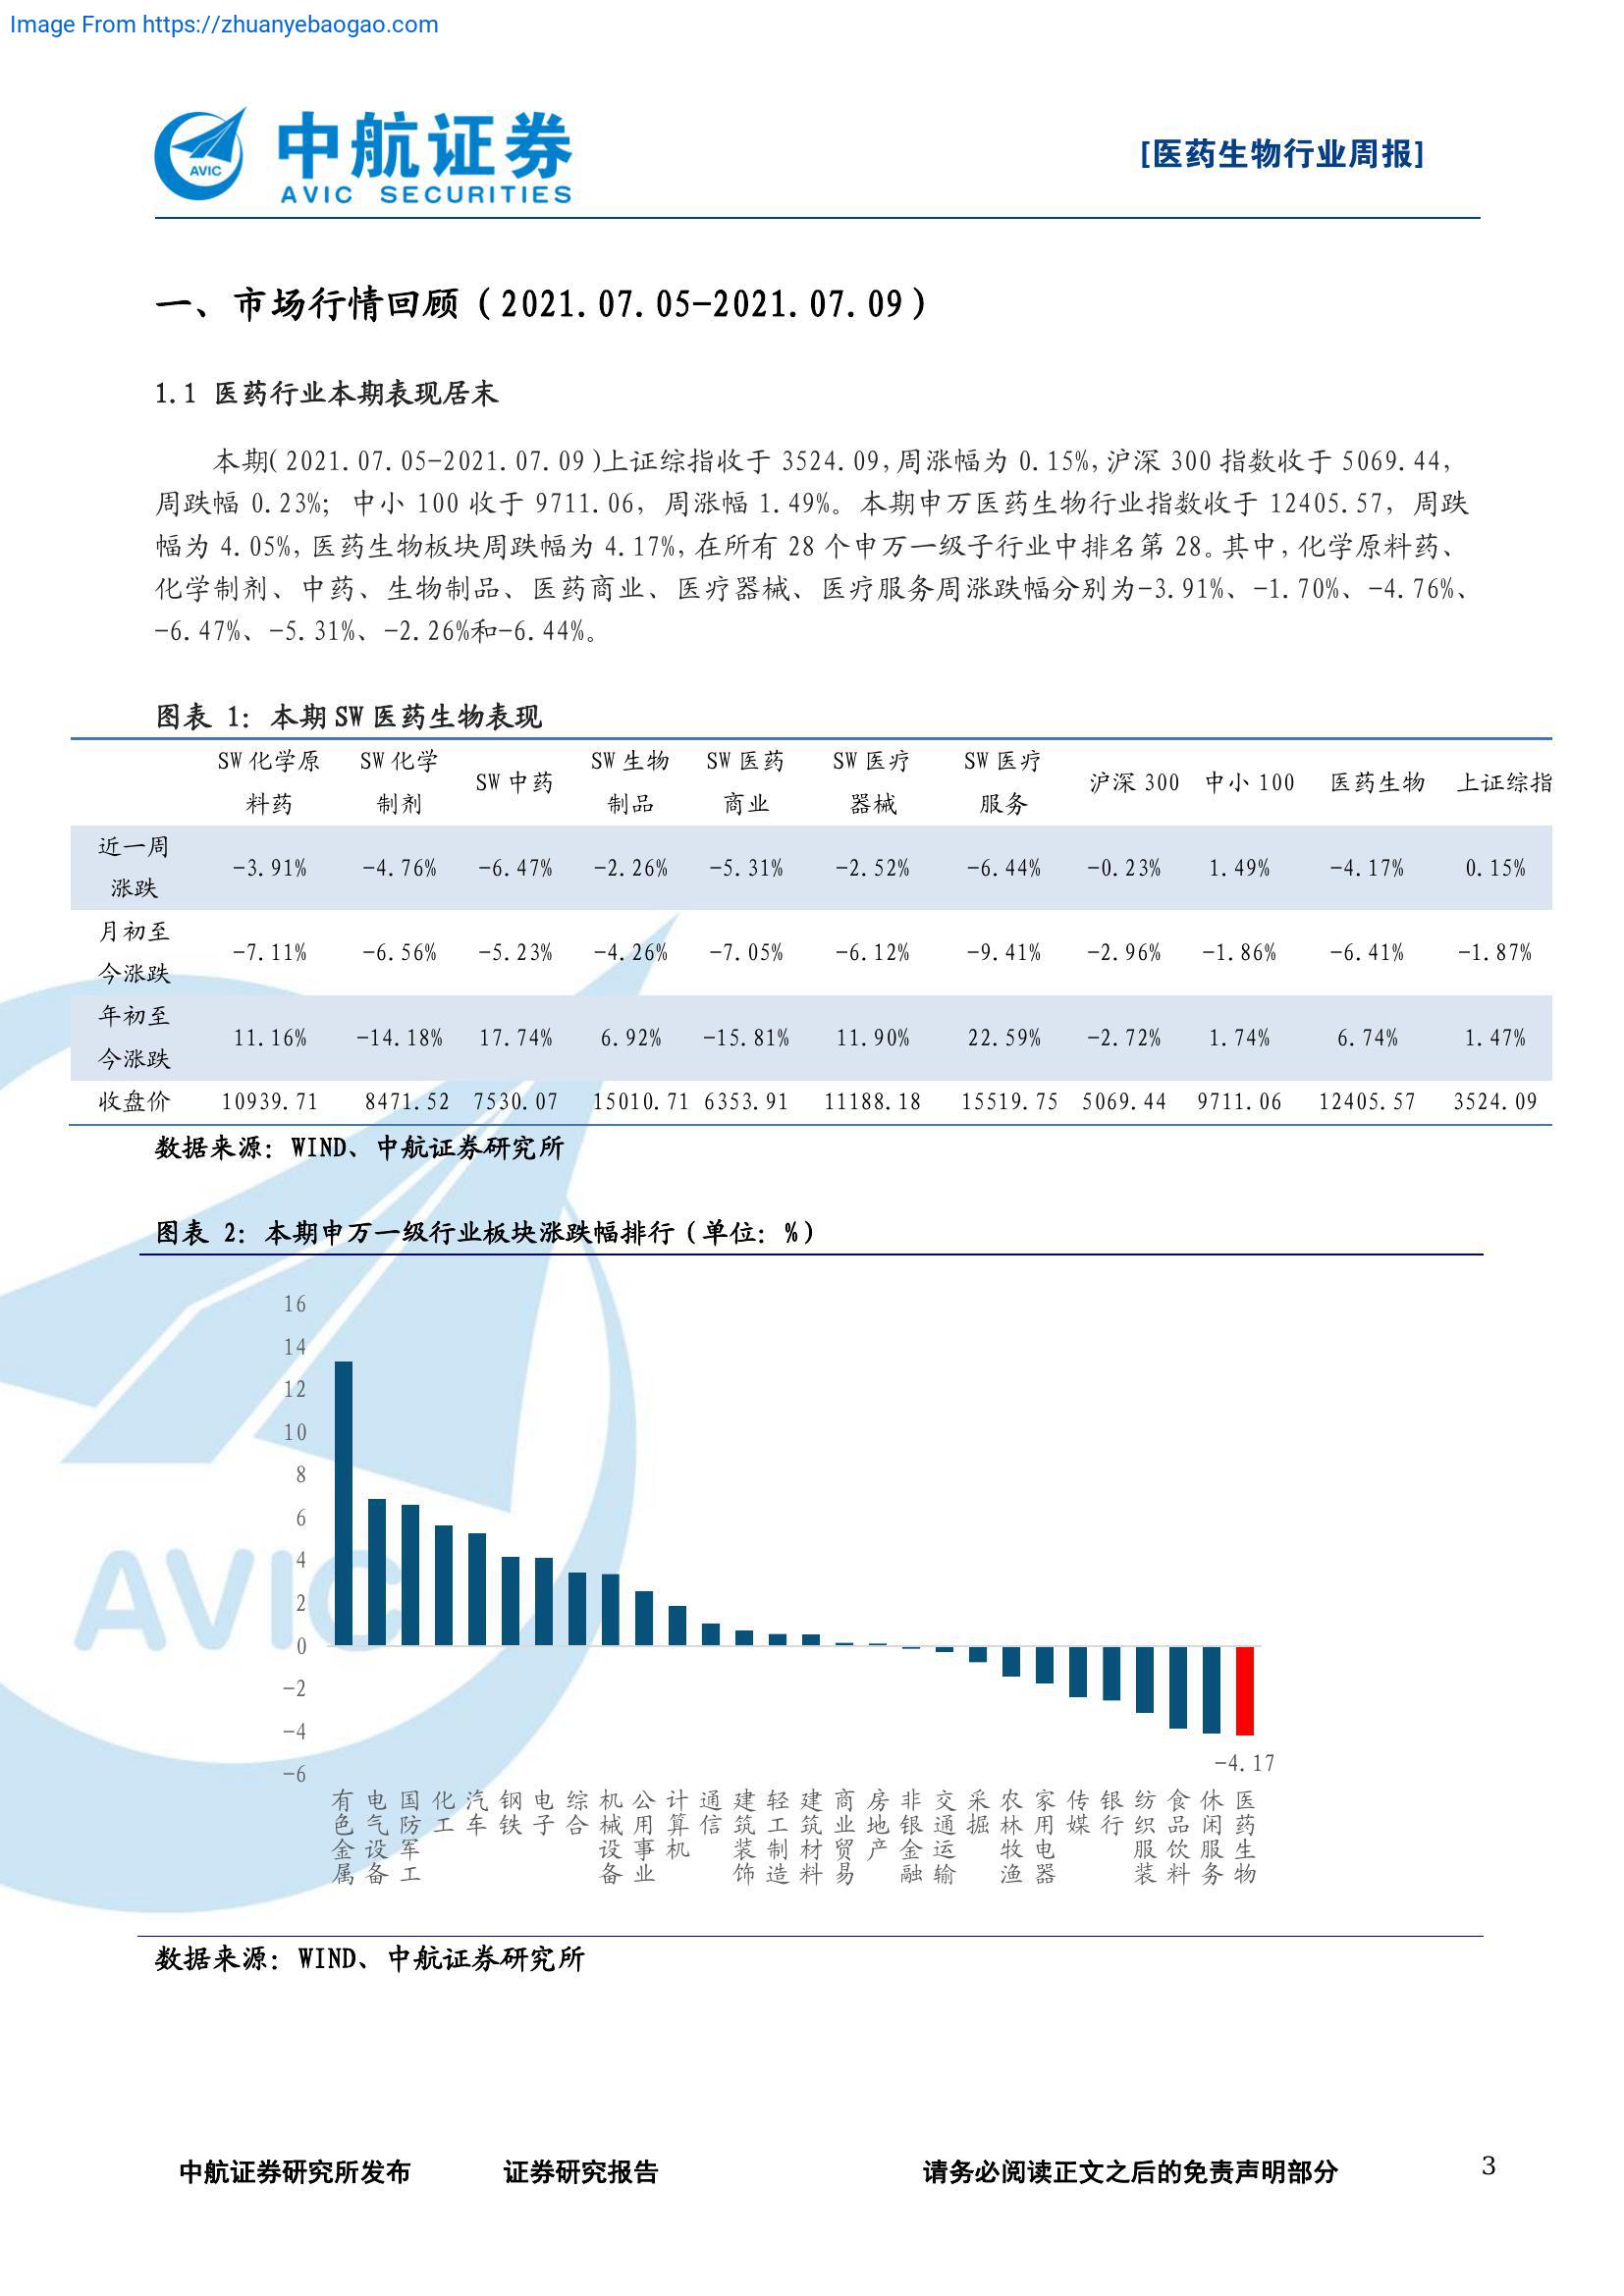 Image From https://zhuanyebaogao.com
AVIC
中航证券
AVIC SECURITIES
[医药生物行业周报]
一、市场行情回顾（2021.07.05-2021.07.09）
1.1 医药行业本期表现居末
本期(2021.07.05-2021.07.09)上证综指收于 3524.09,周涨幅为 0.15%,沪深 300 指数收于 5069.44,
周跌幅 0.23%; 中小 100 收于 9711.06, 周涨幅 1.49%。本期申万医药生物行业指数收于 12405.57, 周跌
幅为 4.05%,医药生物板块周跌幅为 4.17%,在所有 28 个申万一级子行业中排名第 28。其中,化学原料药、
化学制剂、中药、生物制品、医药商业、医疗器械、医疗服务周涨跌幅分别为-3.91%、-1.70%、-4.76%、
-6.47%、-5.31%、-2.26%和-6.44%。
图表 1: 本期 SW 医药生物表现
SW 化学原料药 SW 化学制剂 SW 中药 SW 生物制品 SW 医药商业 SW 医疗器械 SW 医疗服务 沪深 300 中小 100 医药生物 上证综指
近一周涨跌 -3.91% -4.76% -6.47% -2.26% -5.31% -2.52% -6.44% -0.23% 1.49% -4.17% 0.15%
月初至今涨跌 -7.11% -6.56% -5.23% -4.26% -7.05% -6.12% -9.41% -2.96% -1.86% -6.41% -1.87%
年初至今涨跌 11.16% -14.18% 17.74% 6.92% -15.81% 11.90% 22.59% -2.72% 1.74% 6.74% 1.47%
收盘价 10939.71 8471.52 7530.07 15010.71 6353.91 11188.18 15519.75 5069.44 9711.06 12405.57 3524.09
数据来源: WIND、中航证券研究所
图表 2: 本期申万一级行业板块涨跌幅排行（单位: %）
16
14
12
10
8
6
4
2
0
-2
-4
-6
-4.17
有色金属 电气设备 国防军工 化工 汽车 钢铁 电子 综合 机械设备 公用事业 计算机 通信 建筑装饰 轻工制造 建筑材料 商业贸易 房地产 非银金融 交通运输 采掘 农林牧渔 家用电器 传媒 银行 纺织服装 食品饮料 休闲服务 医药生物
AVIC
数据来源: WIND、中航证券研究所
中航证券研究所发布 证券研究报告 请务必阅读正文之后的免责声明部分 3